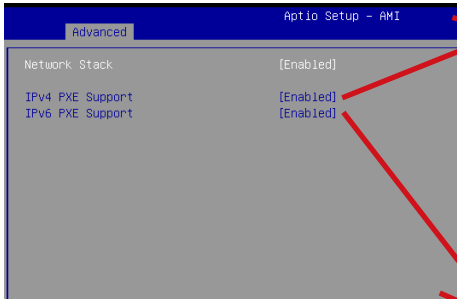 Aptio Setup - AMI
Advanced
Network Stack [Enabled]
IPv4 PXE Support [Enabled]
IPv6 PXE Support [Enabled]